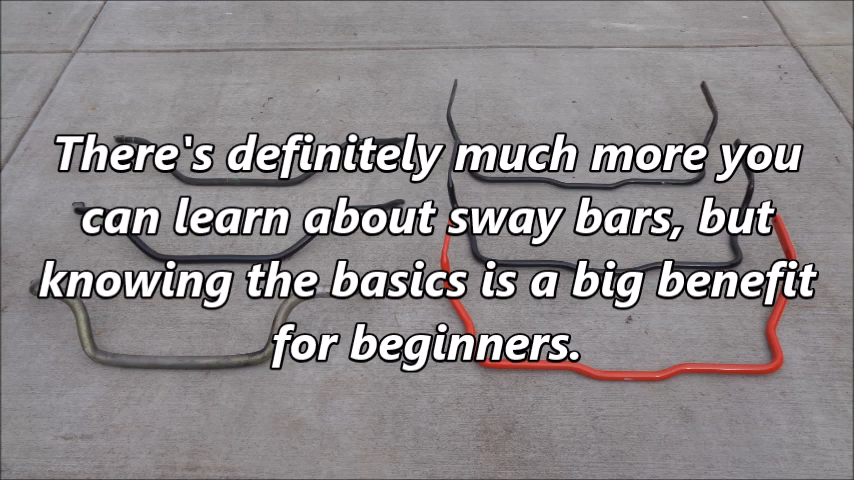 There's definitely much more you
can learn about sway bars, but
knowing the basics is a big benefit
for beginners.